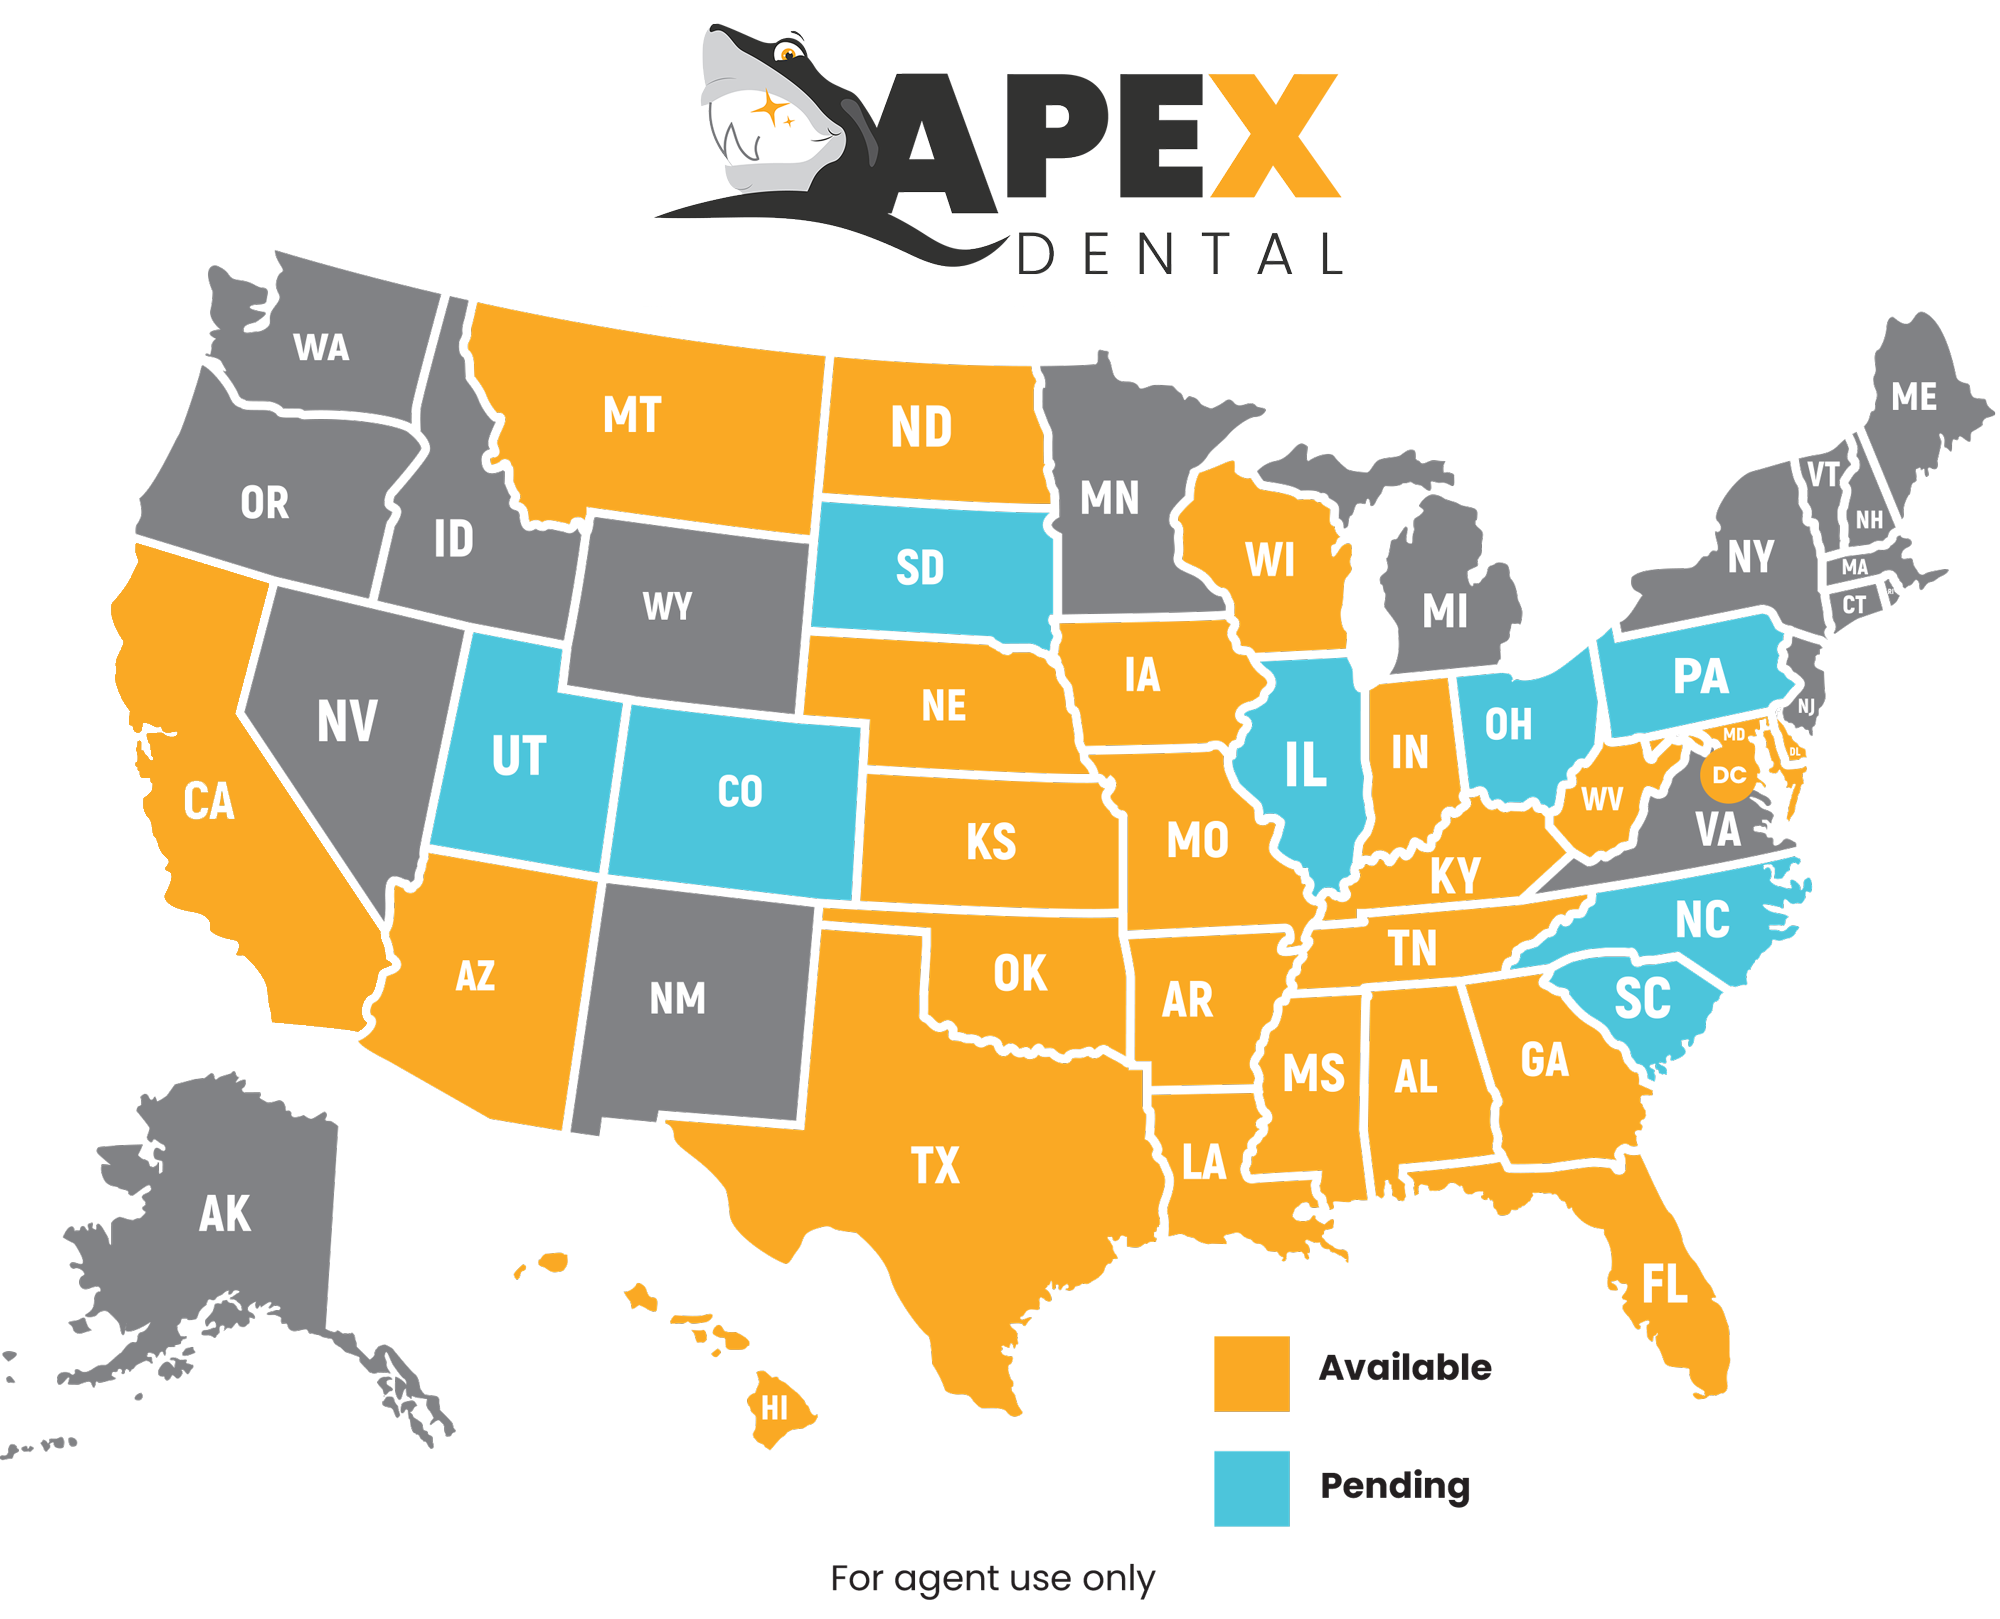 APEX
DENTAL
WA
MT
ND
ME
OR
ID
MN
VT
NH
WY
SD
WI
NY
MA
MI
CT
RI
NV
UT
CO
NE
IA
IL
IN
OH
PA
NJ
MD
DL
DC
CA
KS
MO
KY
WV
VA
AZ
NM
OK
AR
TN
NC
SC
MS
AL
GA
TX
LA
FL
AK
HI
Available
Pending
For agent use only